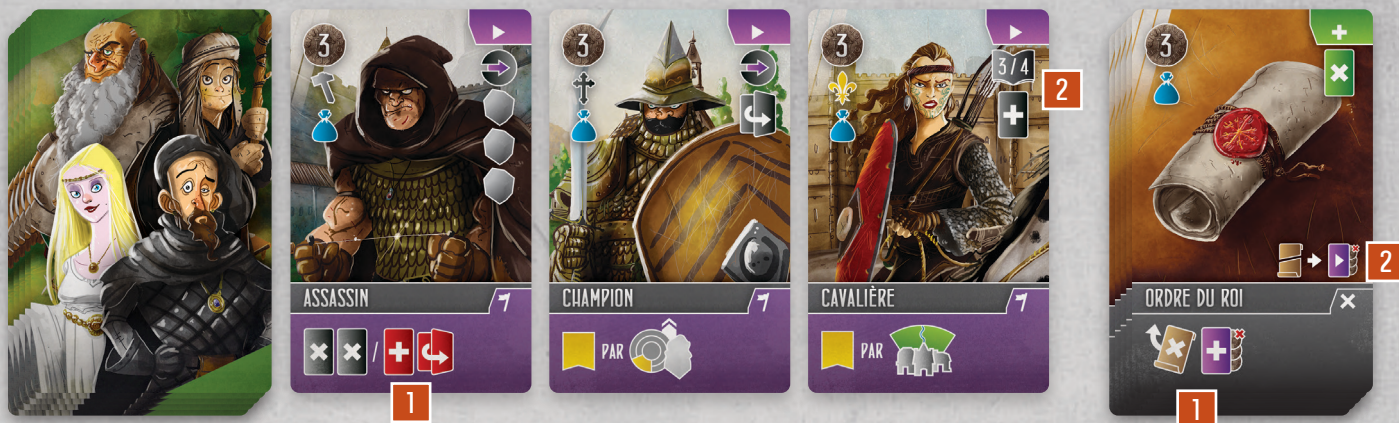 3
3
3
3/4
2
3
2
ASSASSIN
CHAMPION
CAVALIÈRE
ORDRE DU ROI
/
PAR
PAR
1
1